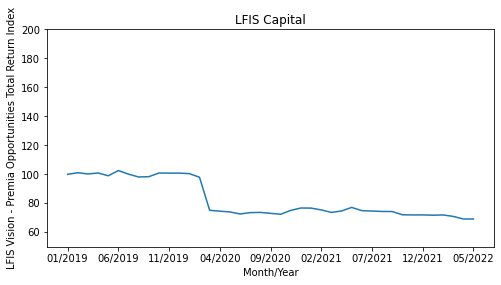 LFIS Capital
LFIS Vision - Premia Opportunities Total Return Index
200
180
160
140
120
100
80
60
01/2019 06/2019 11/2019 04/2020 09/2020 02/2021 07/2021 12/2021 05/2022
Month/Year